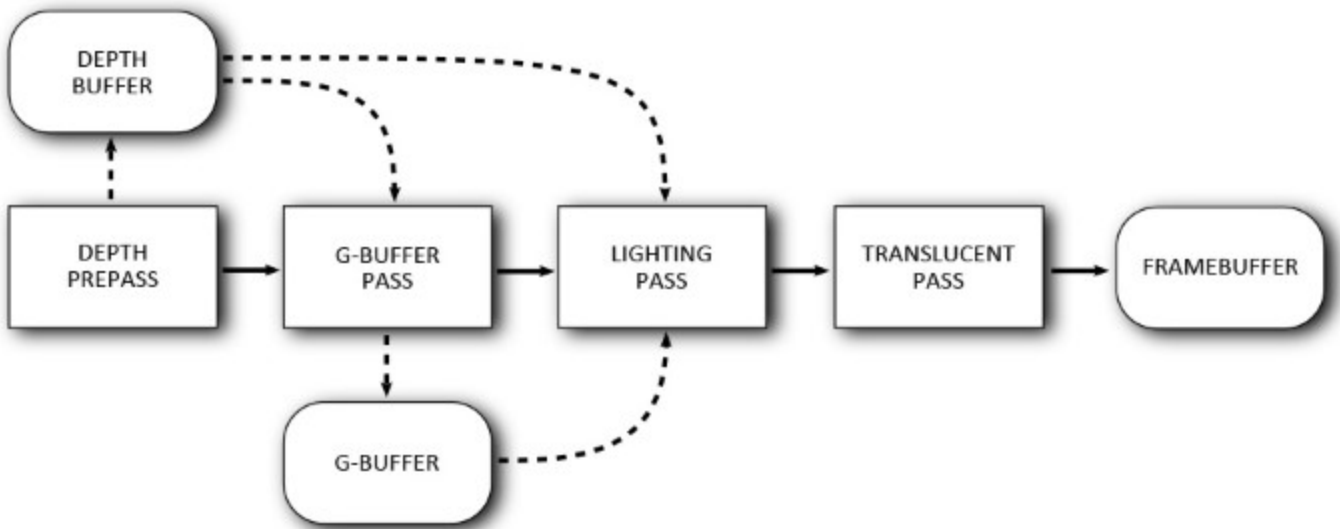 DEPTH
BUFFER
DEPTH
PREPASS
G-BUFFER
PASS
LIGHTING
PASS
TRANSLUCENT
PASS
FRAMEBUFFER
G-BUFFER